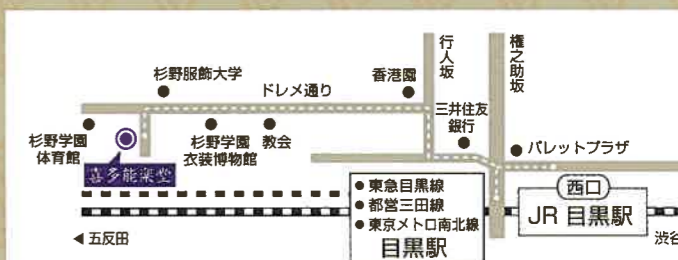 行人坂
権之助坂
杉野服飾大学
ドレメ通り
香港園
三井住友
銀行
パレットプラザ
杉野学園
体育館
杉野学園
衣装博物館
教会
喜多能楽堂
●東急目黒線
●都営三田線
●東京メトロ南北線
目黒駅
西口
JR 目黒駅
◀五反田
渋谷